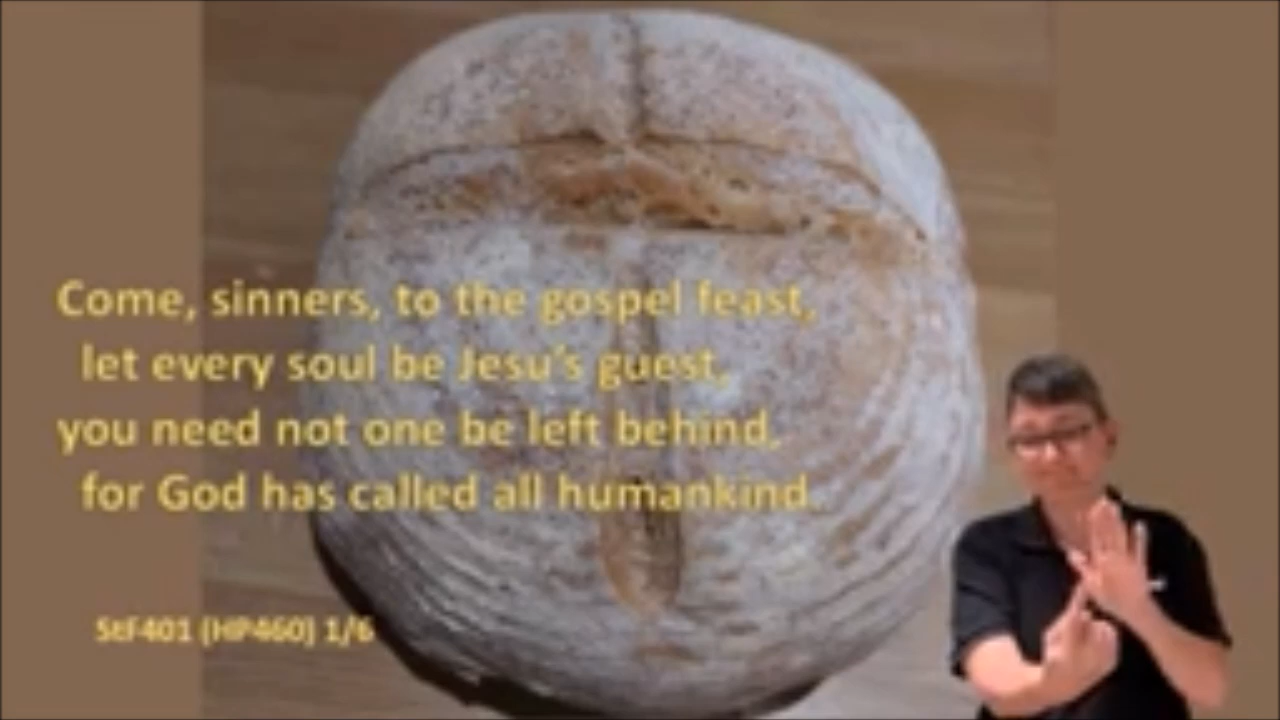 Come, sinners, to the gospel feast,
let every soul be Jesu's guest,
you need not one be left behind,
for God has called all humankind.
StF401 (HP460) 1/6